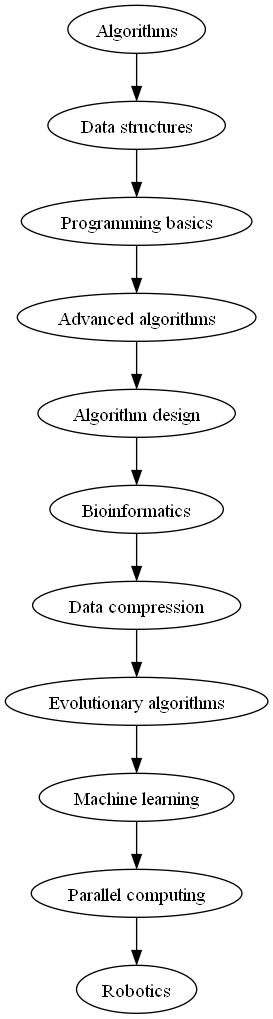 Algorithms
Data structures
Programming basics
Advanced algorithms
Algorithm design
Bioinformatics
Data compression
Evolutionary algorithms
Machine learning
Parallel computing
Robotics